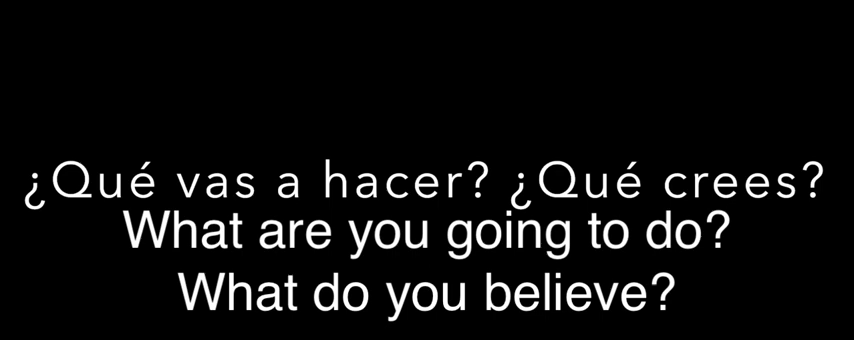 ¿Qué vas a hacer? ¿Qué crees?
What are you going to do?
What do you believe?